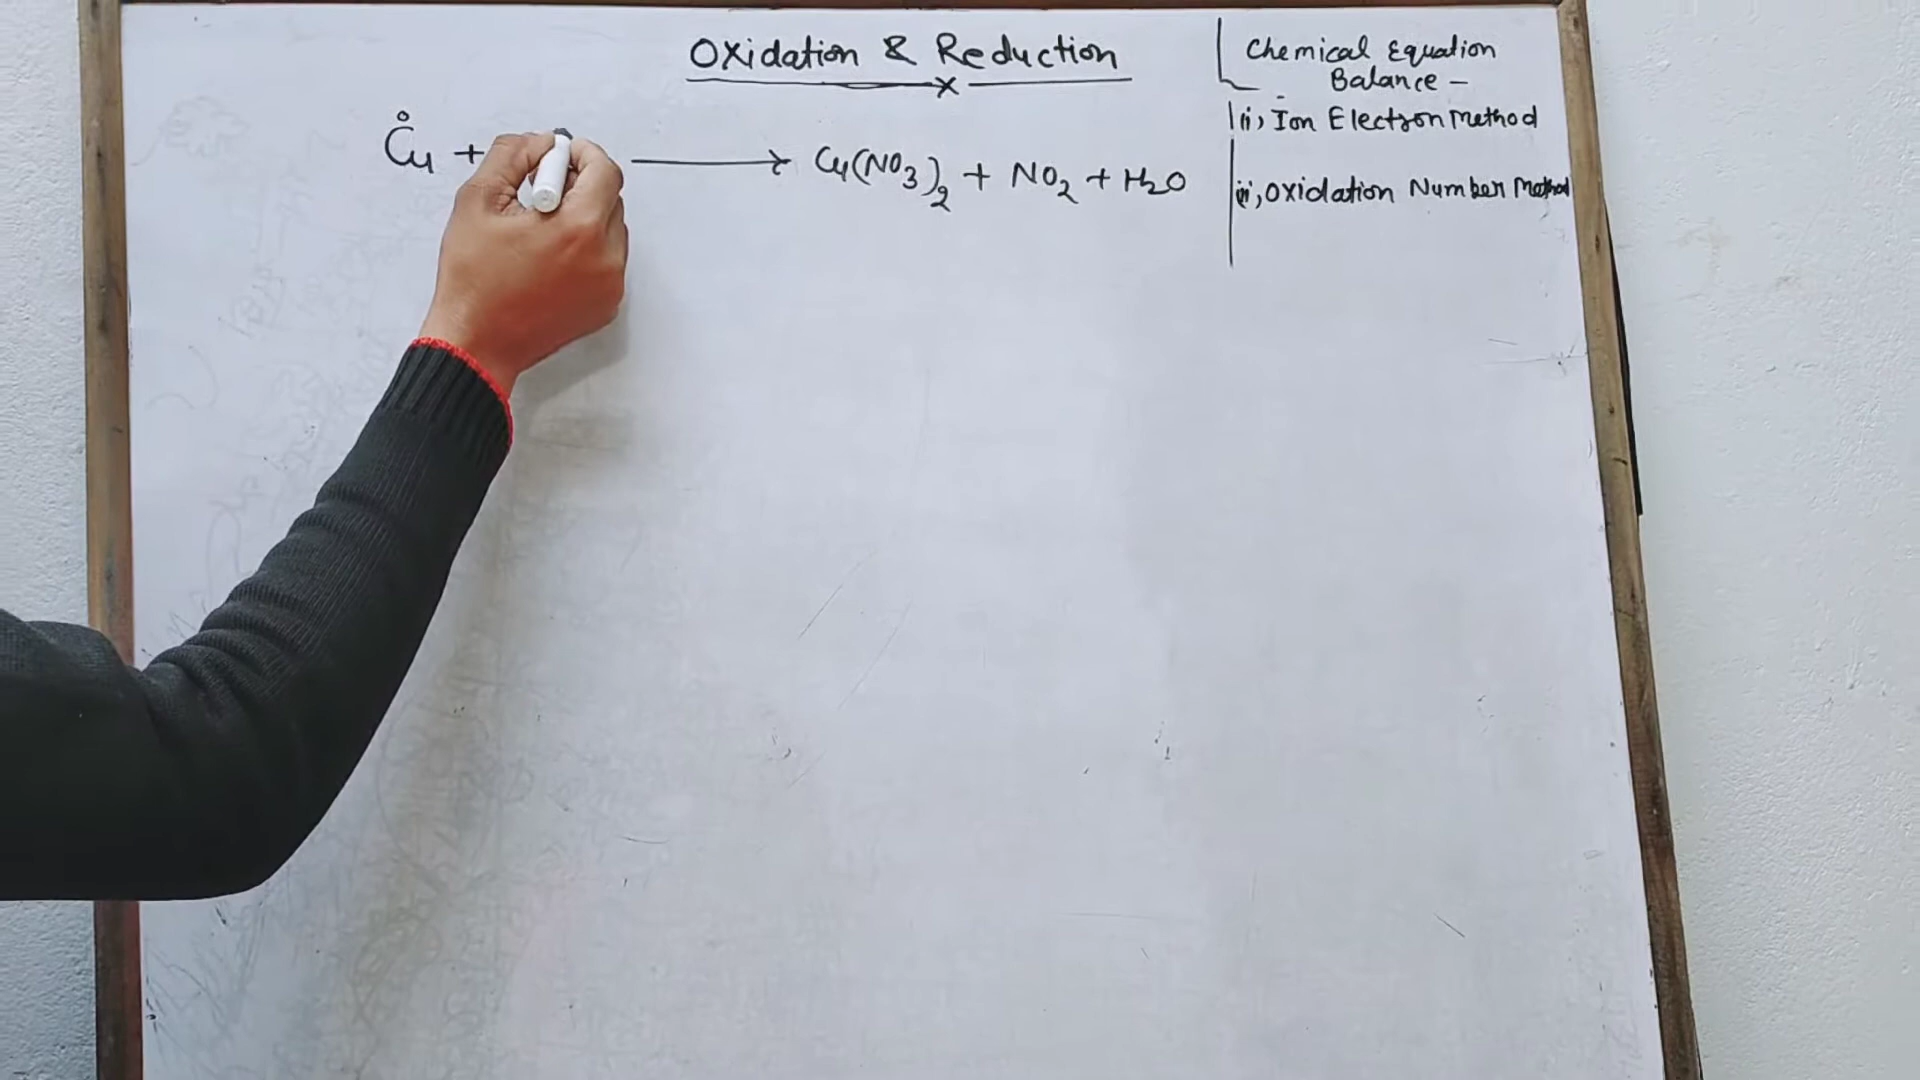 Oxidation & Reduction
Cu + ⟶ Cu(NO3)2 + NO2 + H2O
Chemical Equation
Balance –
(i), Ion Electron Method
(ii), Oxidation Number Method